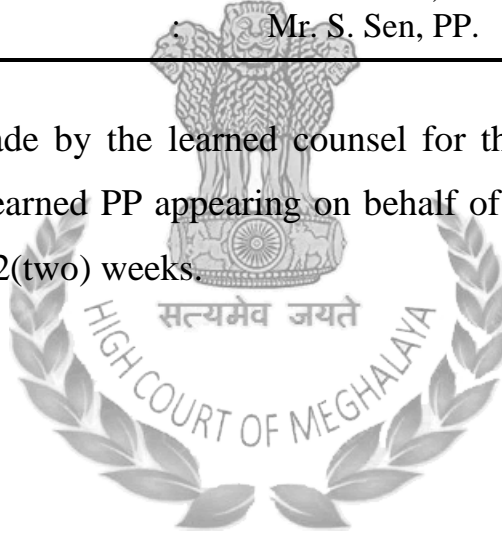 : Mr. S. Sen, PP.
ade by the learned counsel for th
earned PP appearing on behalf of
2(two) weeks.
सत्यमेव जयते
HIGH COURT OF MEGHALAYA